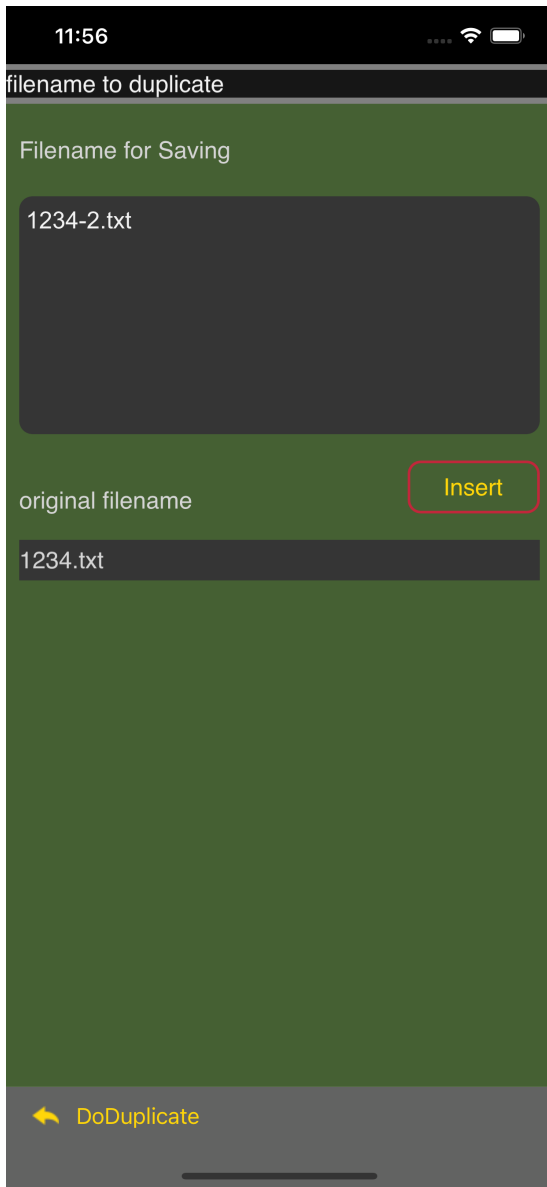 11:56
filename to duplicate
Filename for Saving
1234-2.txt
Insert
original filename
1234.txt
DoDuplicate